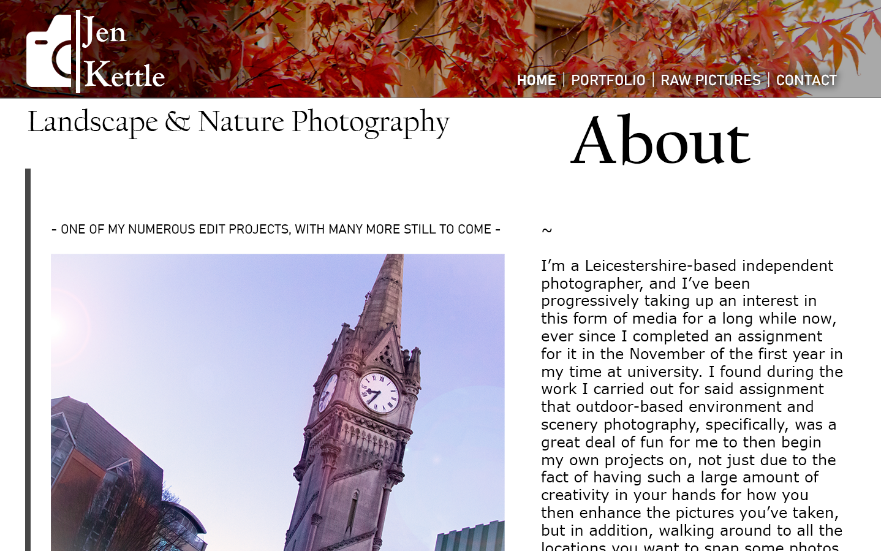 Jen
Kettle
HOME | PORTFOLIO | RAW PICTURES | CONTACT
Landscape & Nature Photography
About
- ONE OF MY NUMEROUS EDIT PROJECTS, WITH MANY MORE STILL TO COME -
~
I'm a Leicestershire-based independent
photographer, and I've been
progressively taking up an interest in
this form of media for a long while now,
ever since I completed an assignment
for it in the November of the first year in
my time at university. I found during the
work I carried out for said assignment
that outdoor-based environment and
scenery photography, specifically, was a
great deal of fun for me to then begin
my own projects on, not just due to the
fact of having such a large amount of
creativity in your hands for how you
then enhance the pictures you've taken,
but in addition, walking around to all the
locations you want to snap some photos